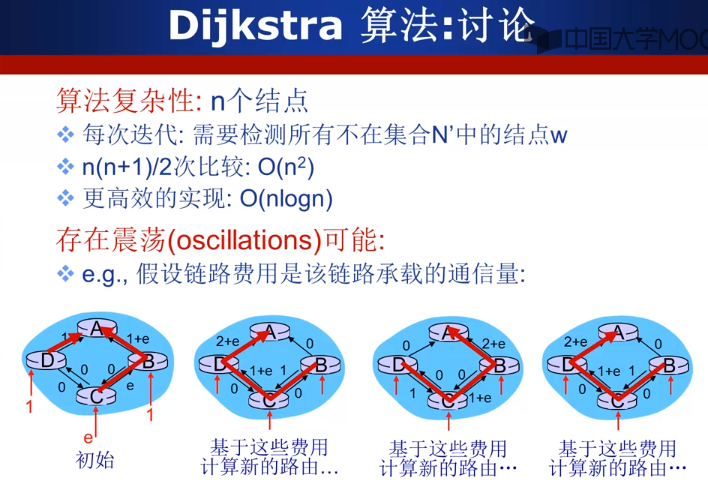 Dijkstra 算法:讨论
中国大学MOO
算法复杂性: n个结点
每次迭代: 需要检测所有不在集合N’中的结点w
n(n+1)/2次比较: O(n²)
更高效的实现: O(nlogn)
存在震荡(oscillations)可能:
e.g., 假设链路费用是该链路承载的通信量:
A
1
1+e
D
0
0
B
0
e
C
1
1
e
初始
A
2+e
0
D
1+e
1
B
0
0
C
基于这些费用
计算新的路由...
A
0
2+e
D
0
0
B
1
1+e
C
基于这些费用
计算新的路由…
A
2+e
0
D
1+e
1
B
0
0
C
基于这些费用
计算新的路由…